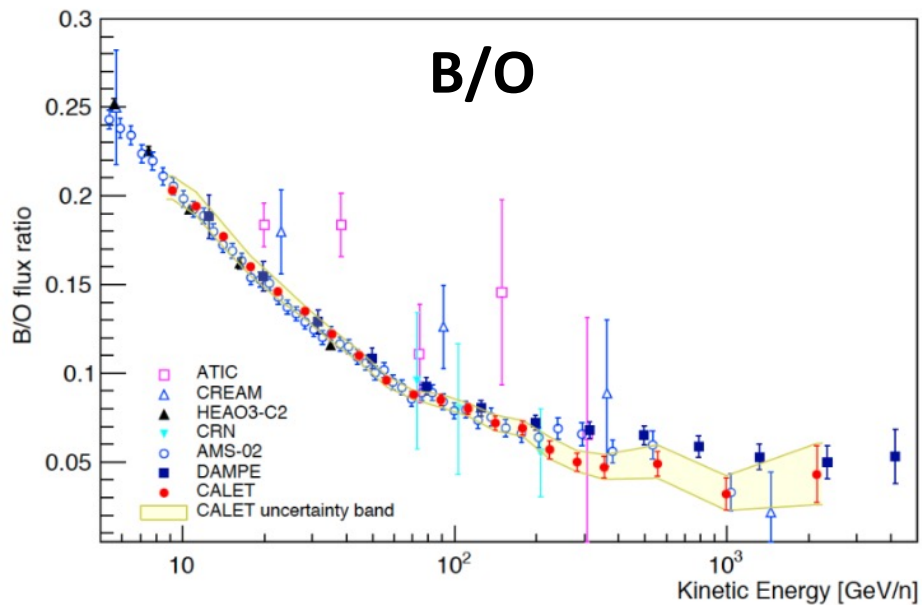 B/O
0.3
0.25
0.2
0.15
0.1
0.05
B/O flux ratio
ATIC
CREAM
HEAO3-C2
CRN
AMS-02
DAMPE
CALET
CALET uncertainty band
10
10²
10³
Kinetic Energy [GeV/n]